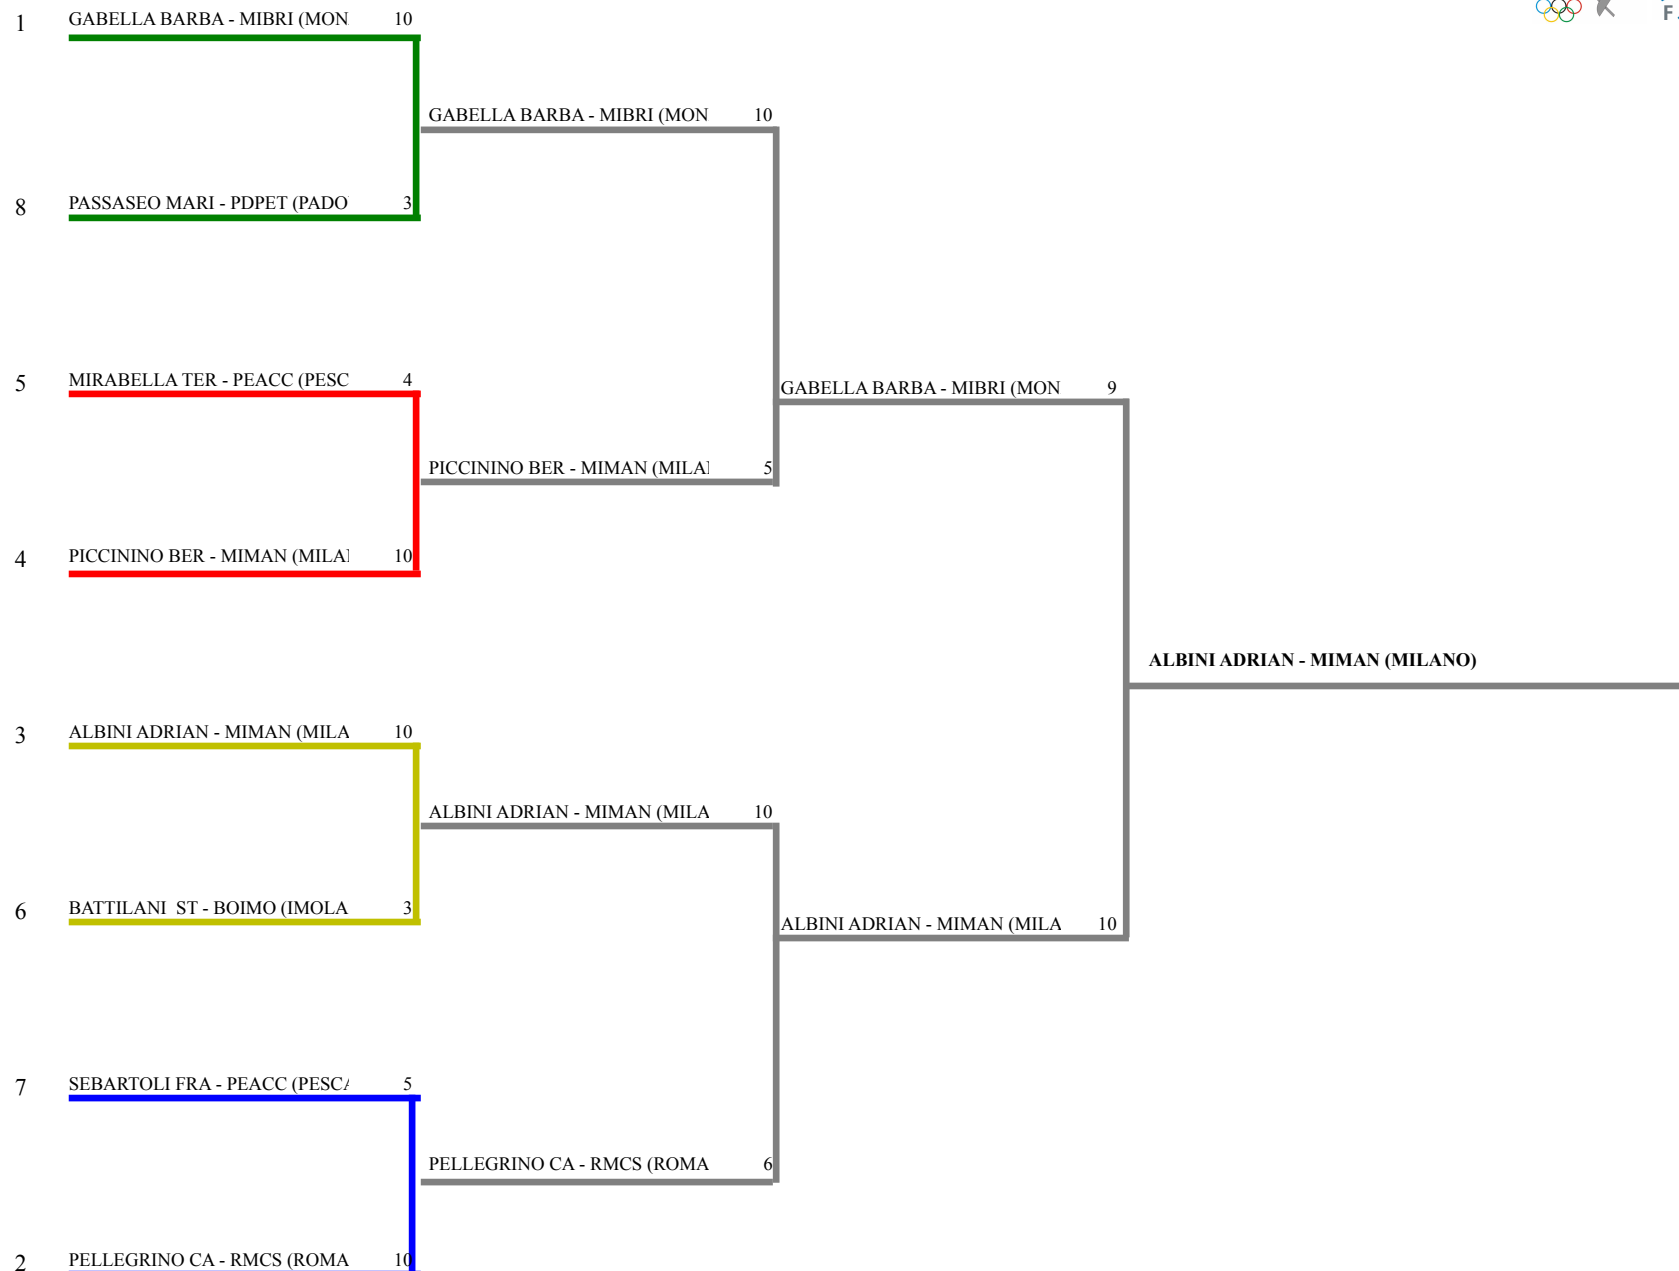 1 GABELLA BARBA - MIBRI (MON 10
F
GABELLA BARBA - MIBRI (MON 10
8 PASSASEO MARI - PDPET (PADO 3
5 MIRABELLA TER - PEACC (PESC 4
GABELLA BARBA - MIBRI (MON 9
PICCININO BER - MIMAN (MILAI 5
4 PICCININO BER - MIMAN (MILAI 10
ALBINI ADRIAN - MIMAN (MILANO)
3 ALBINI ADRIAN - MIMAN (MILA 10
ALBINI ADRIAN - MIMAN (MILA 10
6 BATTILANI ST - BOIMO (IMOLA 3
ALBINI ADRIAN - MIMAN (MILA 10
7 SEBARTOLI FRA - PEACC (PESCA 5
PELLEGRINO CA - RMCS (ROMA 6
2 PELLEGRINO CA - RMCS (ROMA 10